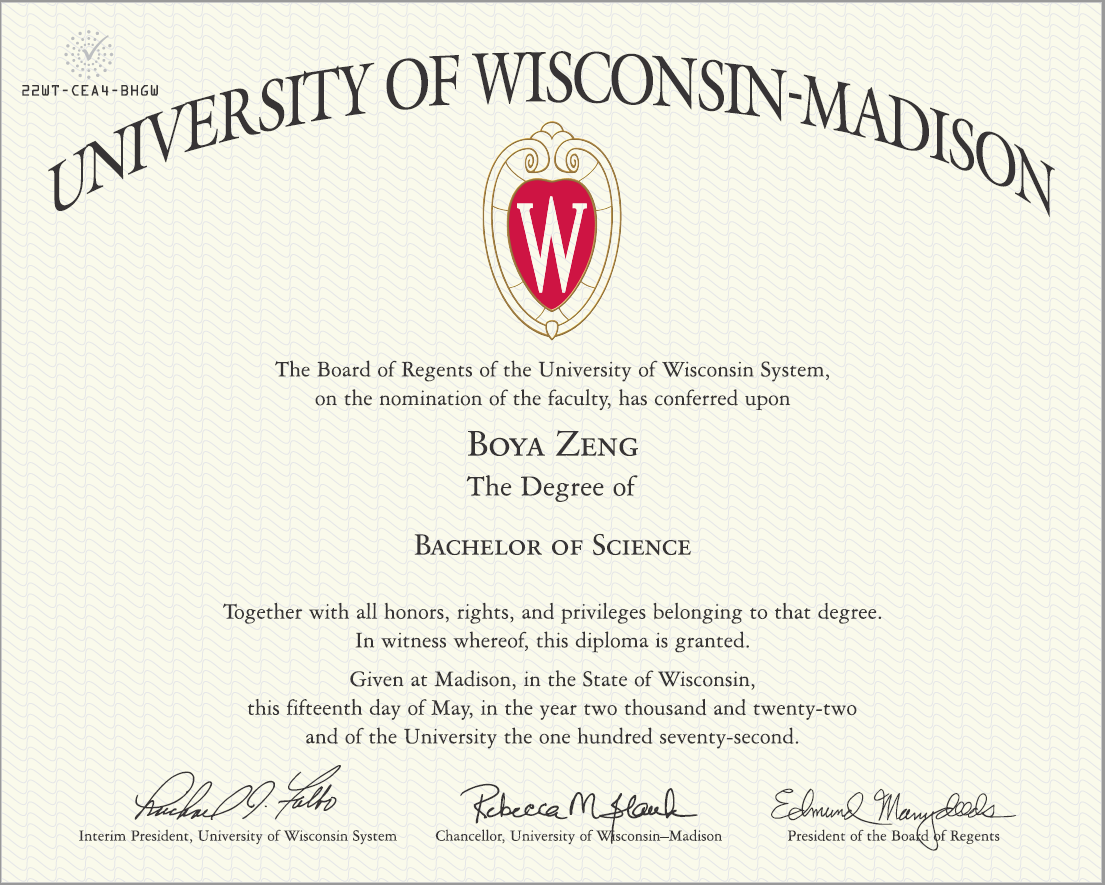 22WT-CEA4-BHGW
UNIVERSITY OF WISCONSIN-MADISON
W
The Board of Regents of the University of Wisconsin System,
on the nomination of the faculty, has conferred upon
BOYA ZENG
The Degree of
BACHELOR OF SCIENCE
Together with all honors, rights, and privileges belonging to that degree.
In witness whereof, this diploma is granted.
Given at Madison, in the State of Wisconsin,
this fifteenth day of May, in the year two thousand and twenty-two
and of the University the one hundred seventy-second.
Michael J. Falbo
Rebecca M. Blank
Edmund Manydeeds
Interim President, University of Wisconsin System
Chancellor, University of Wisconsin–Madison
President of the Board of Regents